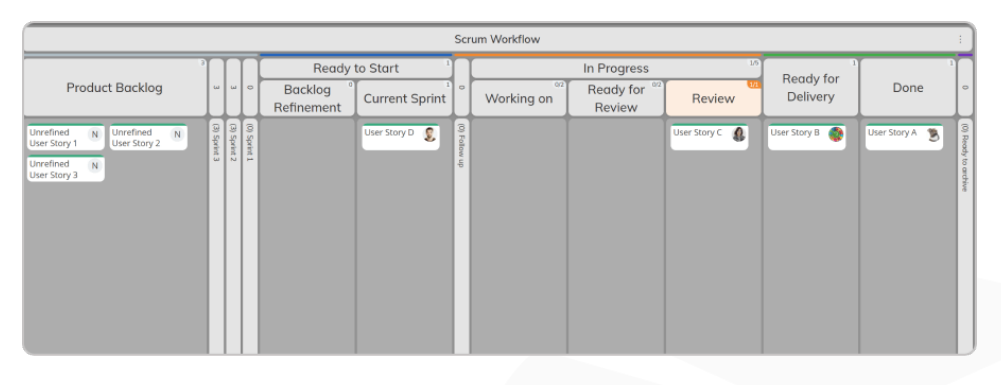 Scrum Workflow
3
Product Backlog
3
3
0
Ready to Start
1
Backlog
Refinement
0
Current Sprint
1
0
In Progress
1/5
Working on
0/2
Ready for
Review
0/2
Review
1/1
Ready for
Delivery
1
Done
1
0
Unrefined
User Story 1
N
Unrefined
User Story 2
N
Unrefined
User Story 3
N
(3) Sprint 3
(3) Sprint 2
(0) Sprint 1
User Story D
(0) Follow up
User Story C
User Story B
User Story A
(0) Ready to archive